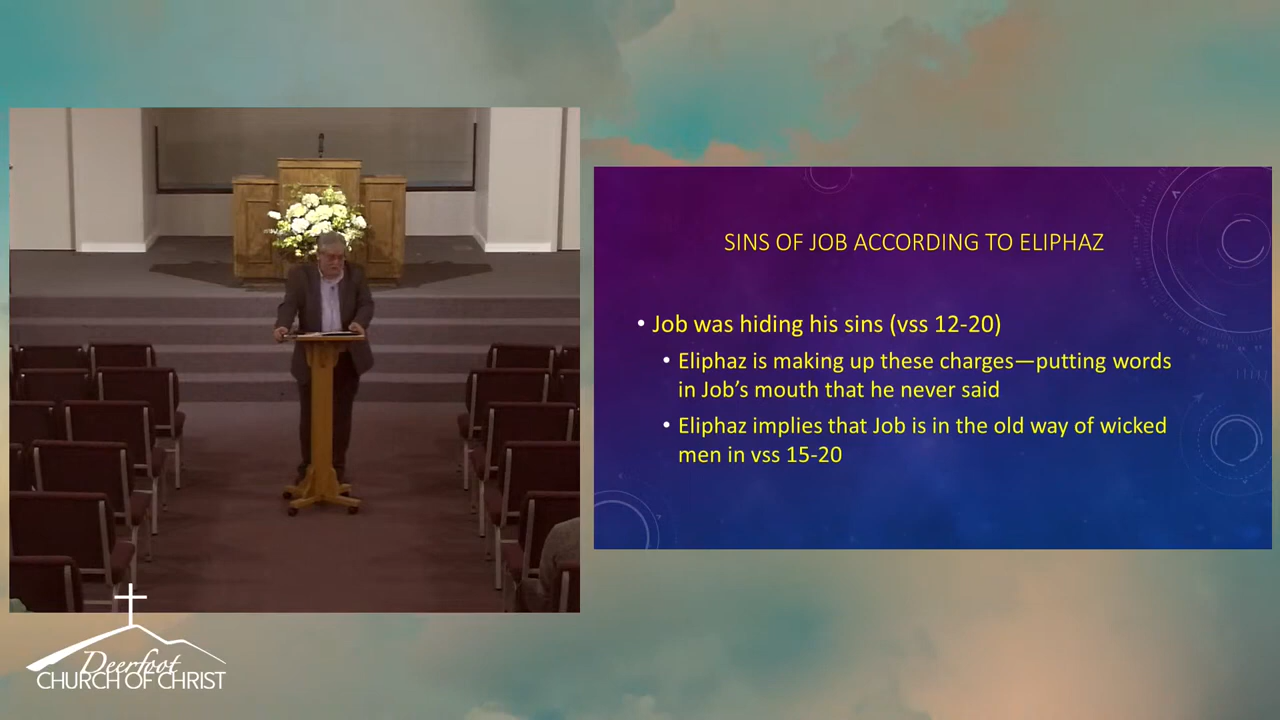 SINS OF JOB ACCORDING TO ELIPHAZ
• Job was hiding his sins (vss 12-20)
• Eliphaz is making up these charges—putting words
in Job’s mouth that he never said
• Eliphaz implies that Job is in the old way of wicked
men in vss 15-20
Deerfoot
CHURCH OF CHRIST